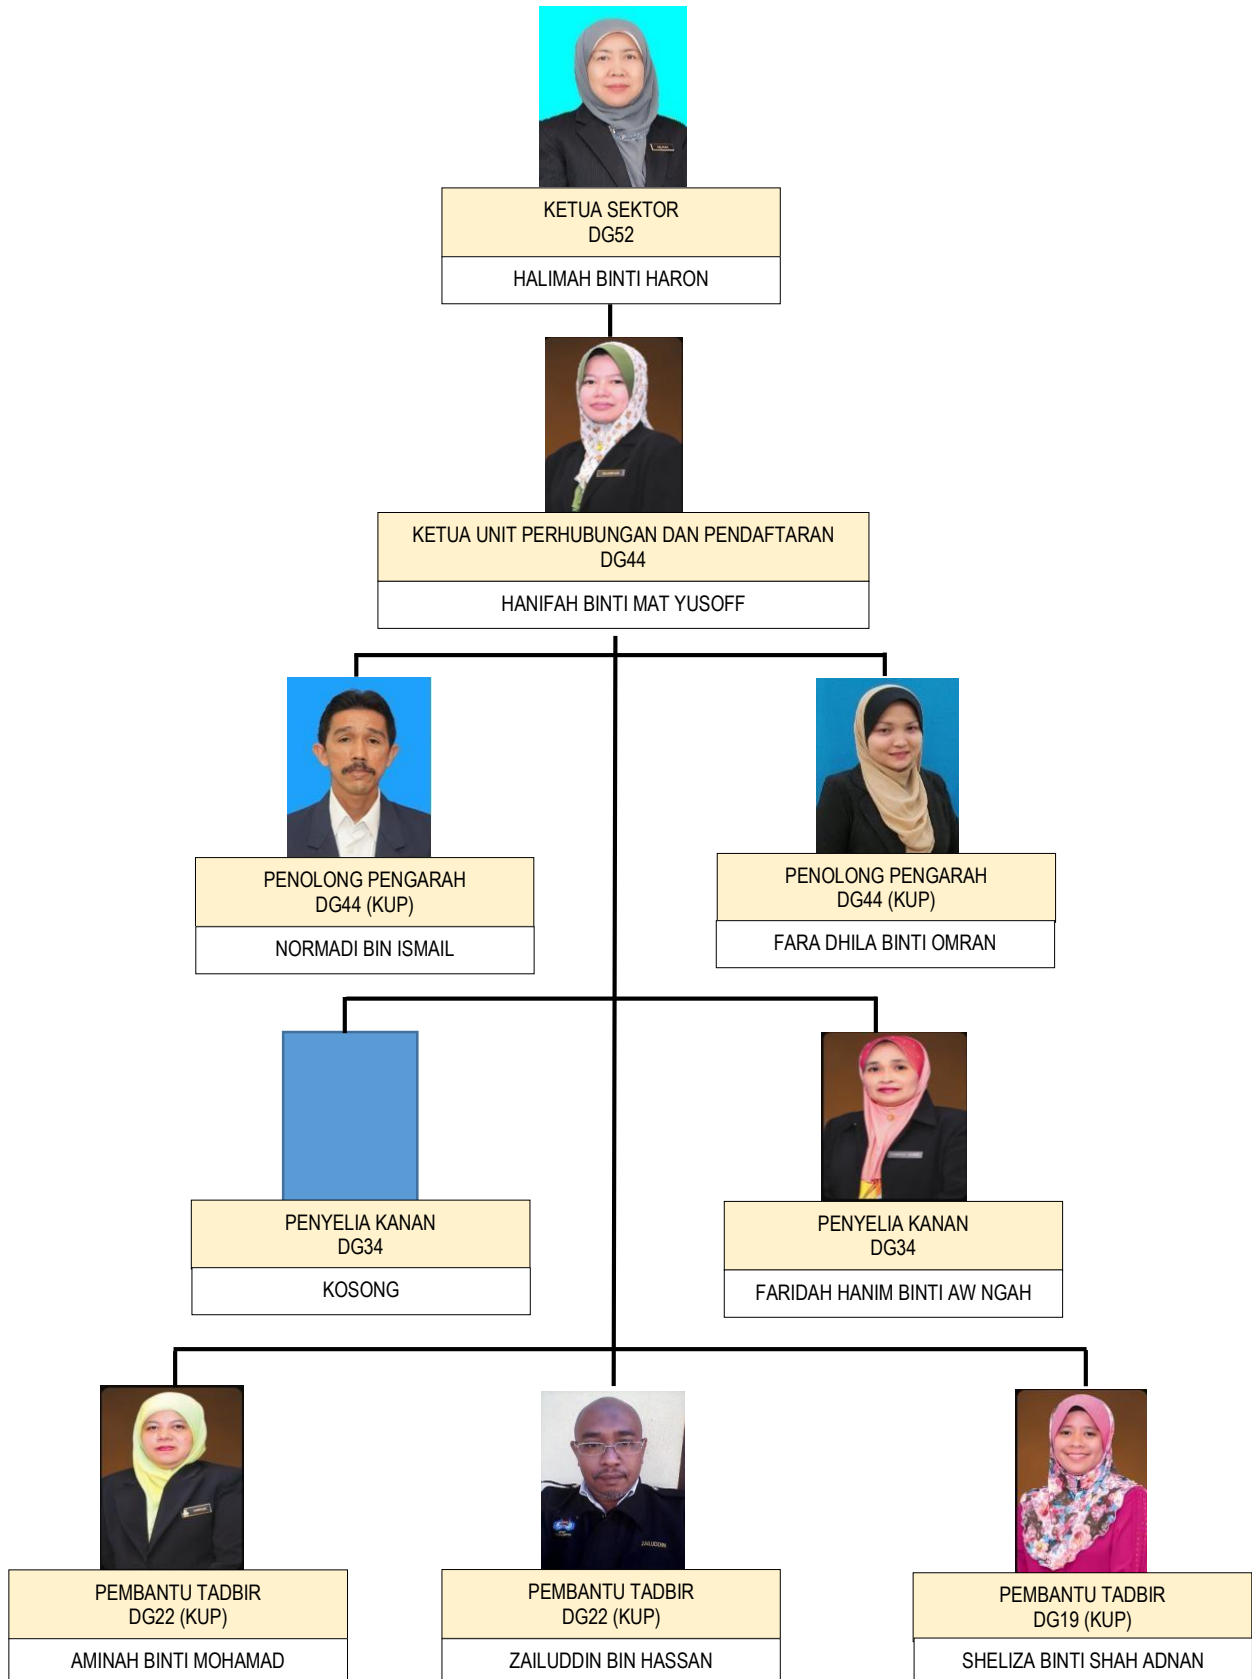 KETUA SEKTOR
DG52
HALIMAH BINTI HARON
KETUA UNIT PERHUBUNGAN DAN PENDAFTARAN
DG44
HANIFAH BINTI MAT YUSOFF
PENOLONG PENGARAH
DG44 (KUP)
NORMADI BIN ISMAIL
PENOLONG PENGARAH
DG44 (KUP)
FARA DHILA BINTI OMRAN
PENYELIA KANAN
DG34
KOSONG
PENYELIA KANAN
DG34
FARIDAH HANIM BINTI AW NGAH
ZAILUDDIN
PEMBANTU TADBIR
DG22 (KUP)
AMINAH BINTI MOHAMAD
PEMBANTU TADBIR
DG22 (KUP)
ZAILUDDIN BIN HASSAN
PEMBANTU TADBIR
DG19 (KUP)
SHELIZA BINTI SHAH ADNAN